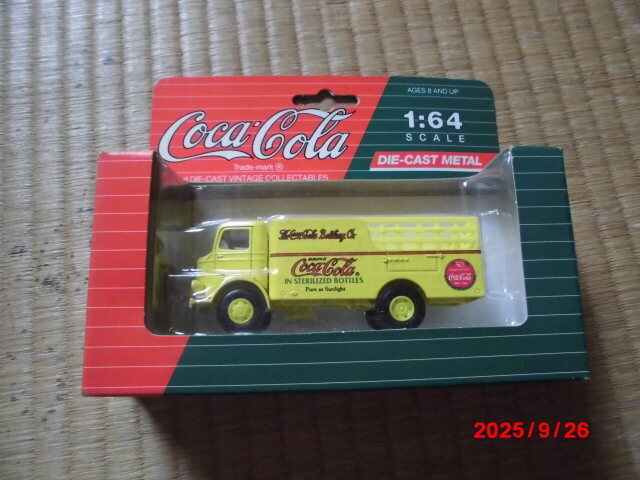 AGES 8 AND UP
Coca-Cola
1:64
SCALE
Trade-mark ®
DIE-CAST METAL
DIE-CAST VINTAGE COLLECTABLES
The Coca-Cola Bottling Co.
DRINK
Coca-Cola
IN STERILIZED BOTTLES
Pure as Sunlight
50
Coca-Cola
2025/9/26